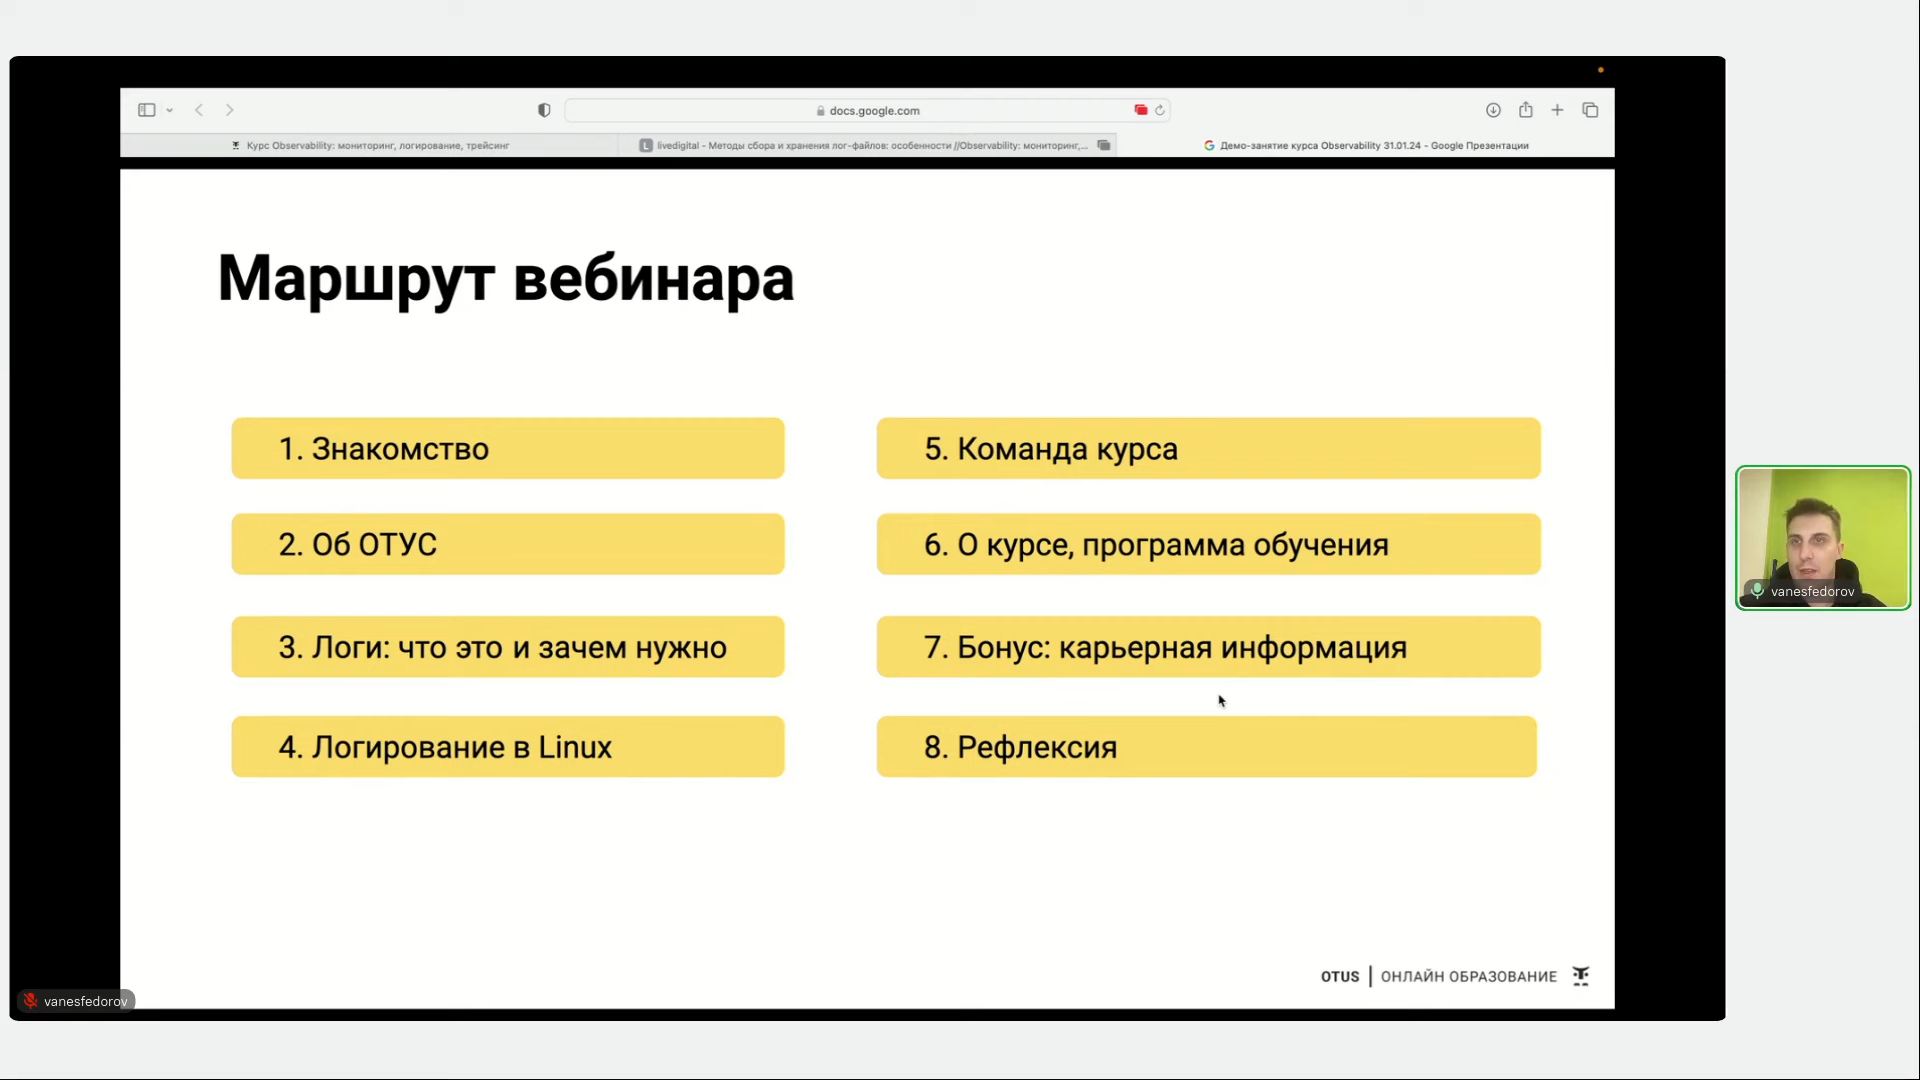 docs.google.com
Курс Observability: мониторинг, логирование, трейсинг
L livedigital - Методы сбора и хранения лог-файлов: особенности //Observability: мониторинг,...
Демо-занятие курса Observability 31.01.24 - Google Презентации
Маршрут вебинара
1. Знакомство
2. Об ОТУС
3. Логи: что это и зачем нужно
4. Логирование в Linux
5. Команда курса
6. О курсе, программа обучения
7. Бонус: карьерная информация
8. Рефлексия
OTUS | ОНЛАЙН ОБРАЗОВАНИЕ
vanesfedorov
vanesfedorov